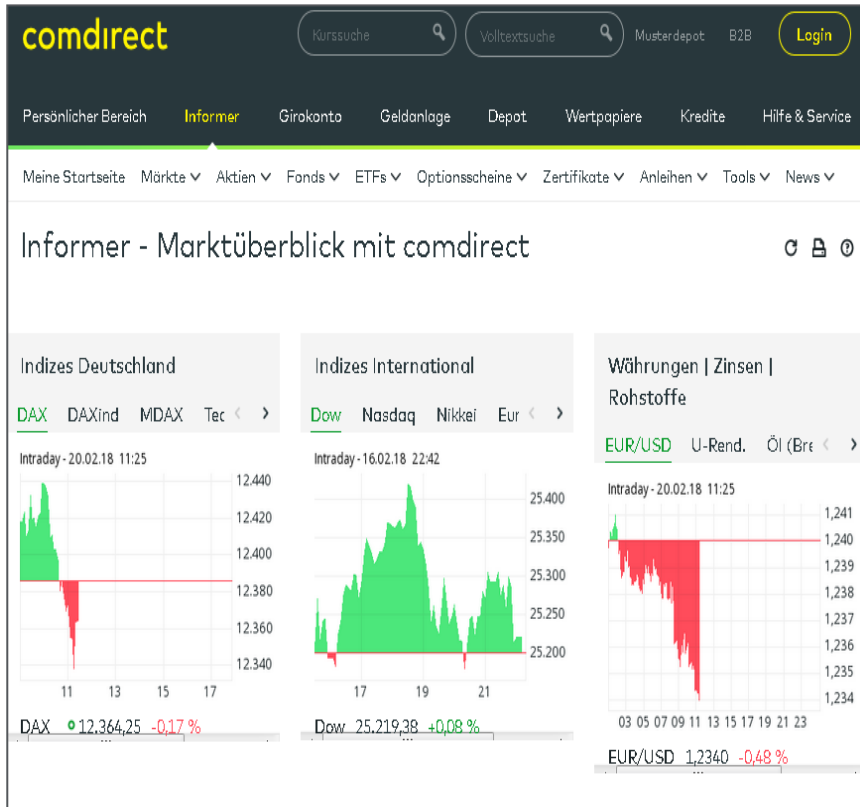 comdirect
Kurssuche
Volltextsuche
Musterdepot
B2B
Login
Persönlicher Bereich
Informer
Girokonto
Geldanlage
Depot
Wertpapiere
Kredite
Hilfe & Service
Meine Startseite
Märkte
Aktien
Fonds
ETFs
Optionsscheine
Zertifikate
Anleihen
Tools
News
Informer - Marktüberblick mit comdirect
Indizes Deutschland
DAX DAXind MDAX Tec
Intraday - 20.02.18 11:25
12.440
12.420
12.400
12.380
12.360
12.340
11 13 15 17
DAX 12.364,25 -0,17 %
Indizes International
Dow Nasdaq Nikkei Eur
Intraday - 16.02.18 22:42
25.400
25.350
25.300
25.250
25.200
17 19 21
Dow 25.219,38 +0,08 %
Währungen | Zinsen |
Rohstoffe
EUR/USD U-Rend. Öl (Bre
Intraday - 20.02.18 11:25
1,241
1,240
1,239
1,238
1,237
1,236
1,235
1,234
03 05 07 09 11 13 15 17 19 21 23
EUR/USD 1,2340 -0,48 %